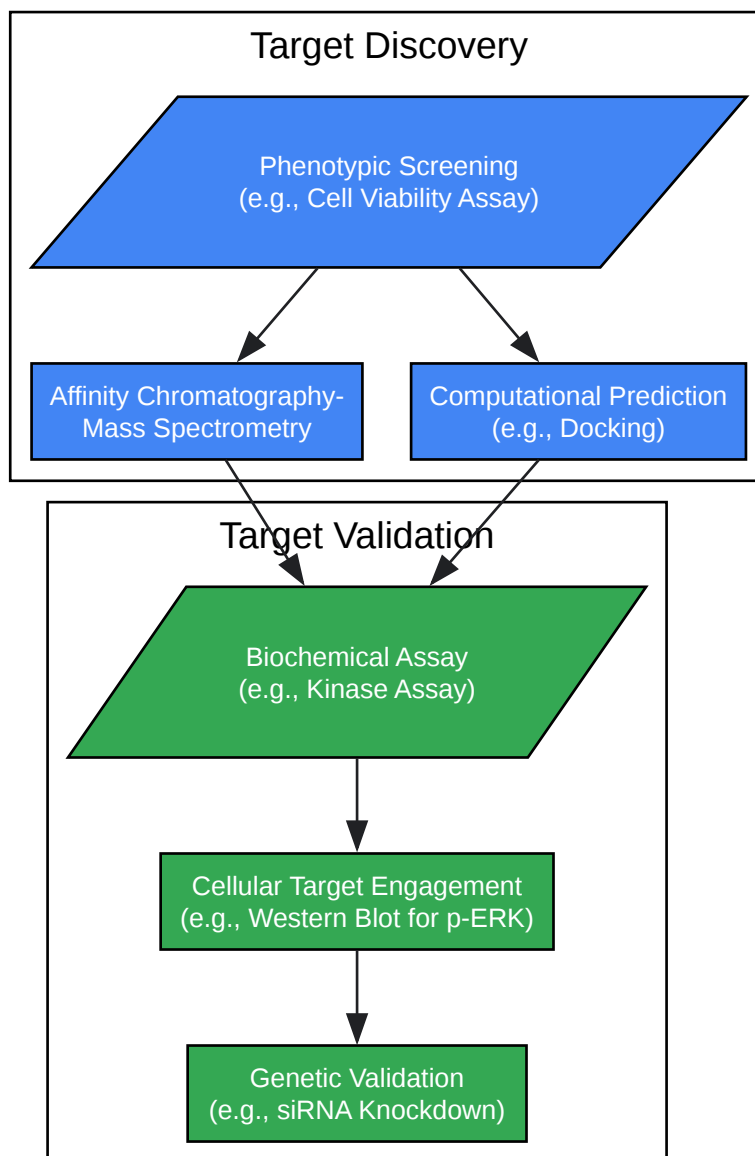 Target Discovery
Phenotypic Screening
(e.g., Cell Viability Assay)
Affinity Chromatography-
Mass Spectrometry
Computational Prediction
(e.g., Docking)
Target Validation
Biochemical Assay
(e.g., Kinase Assay)
Cellular Target Engagement
(e.g., Western Blot for p-ERK)
Genetic Validation
(e.g., siRNA Knockdown)